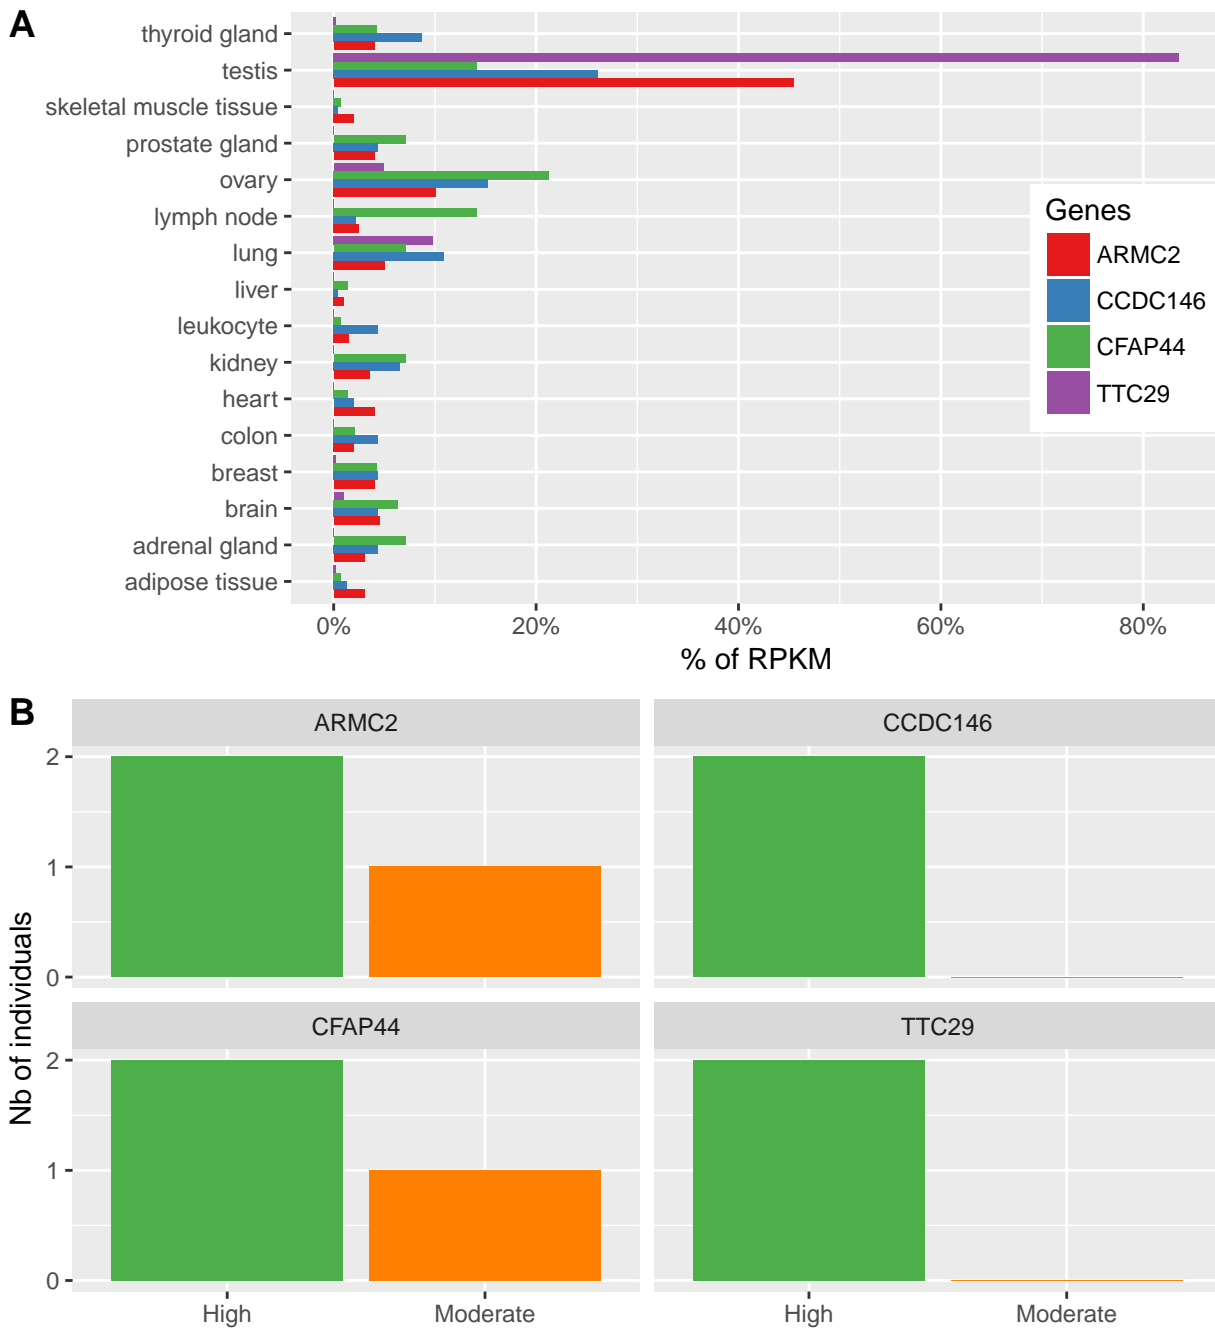 A
thyroid gland
testis
skeletal muscle tissue
prostate gland
ovary
lymph node
lung
liver
leukocyte
kidney
heart
colon
breast
brain
adrenal gland
adipose tissue
0% 20% 40% 60% 80%
% of RPKM
Genes
ARMC2
CCDC146
CFAP44
TTC29
B
Nb of individuals
ARMC2 CCDC146
2
1
0
CFAP44 TTC29
2
1
0
High Moderate High Moderate